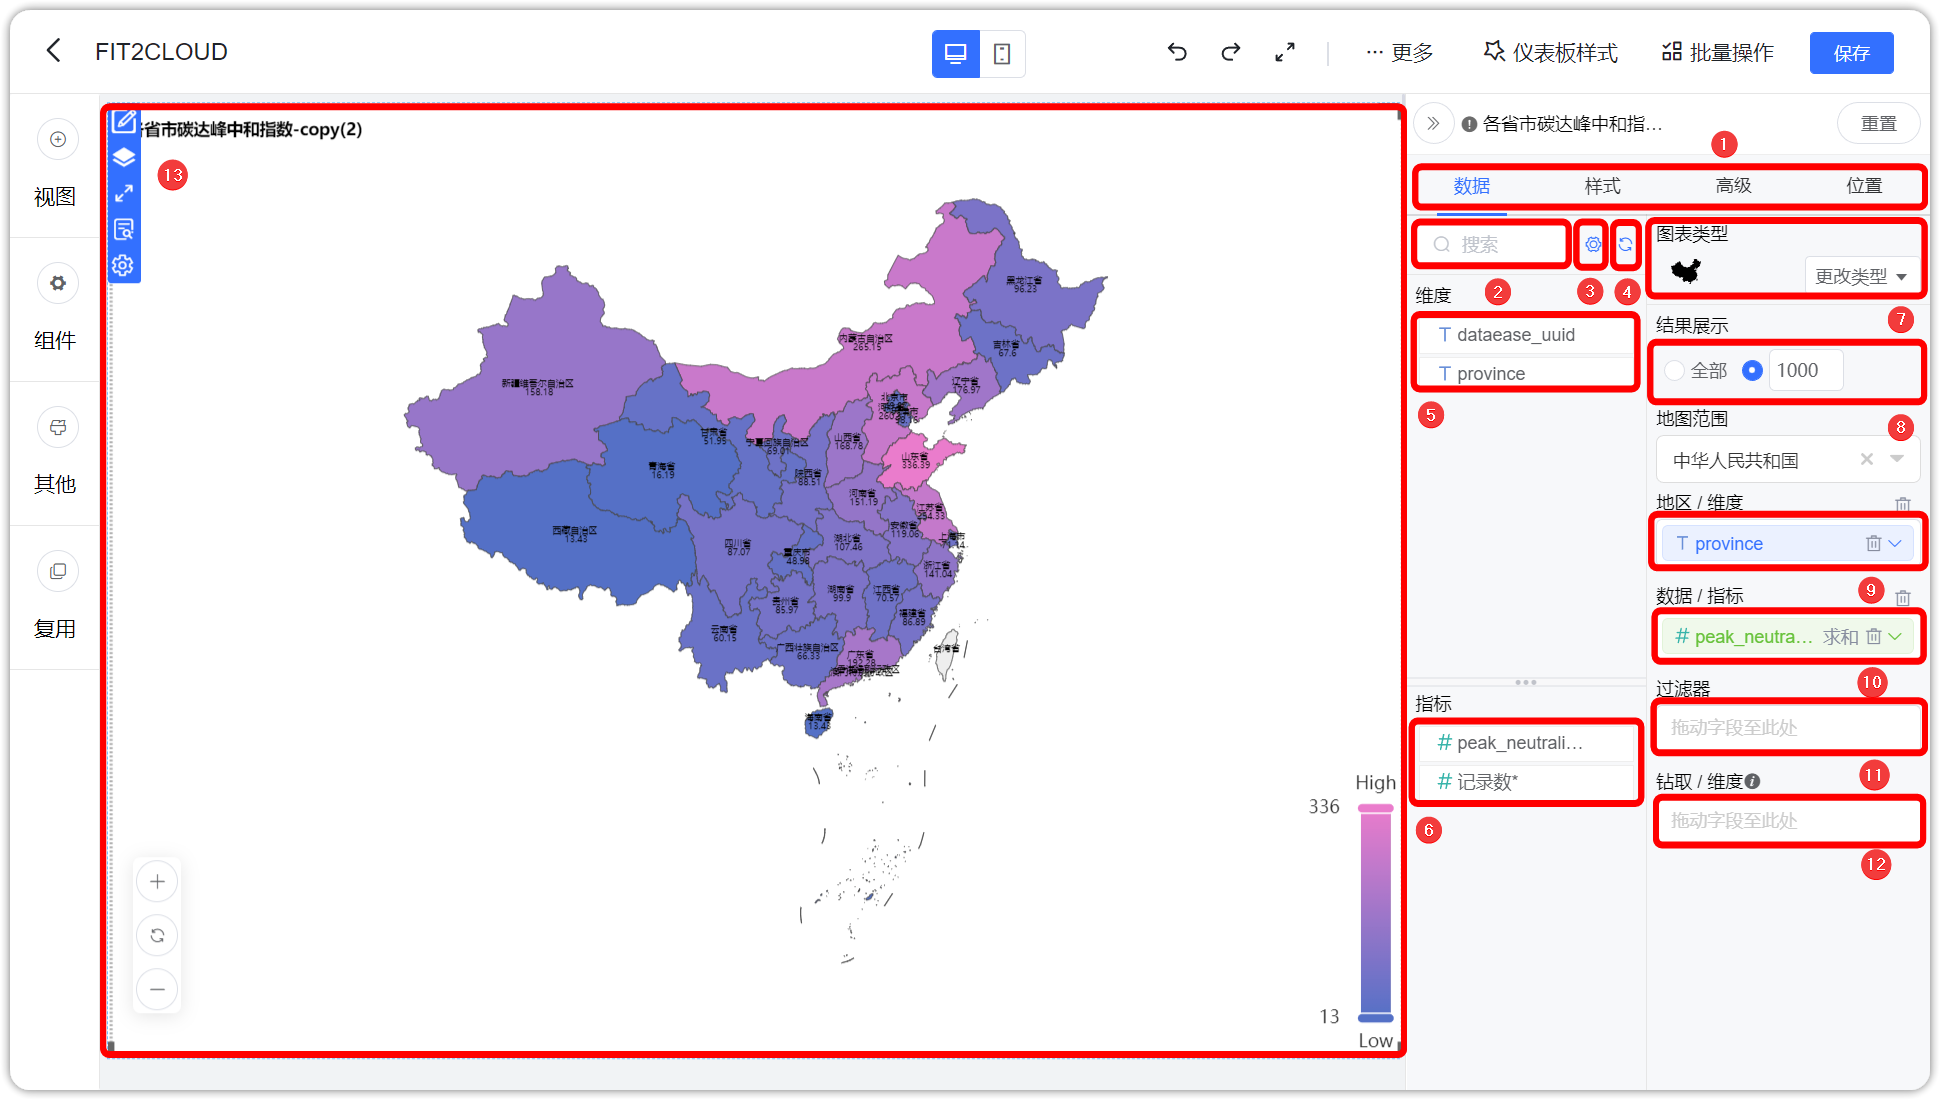 FIT2CLOUD
更多
仪表板样式
批量操作
保存
视图
组件
其他
复用
省市碳达峰中和指数-copy(2)
13
黑龙江省
96.23
内蒙古自治区
265.15
吉林省
67.6
辽宁省
176.97
新疆维吾尔自治区
158.18
北京市
甘肃省
51.95
宁夏回族自治区
69.01
山西省
168.78
山东省
336.39
青海省
16.19
陕西省
88.51
河南省
151.19
江苏省
254.33
西藏自治区
13.43
四川省
87.07
重庆市
48.98
湖北省
107.46
安徽省
119.06
上海市
71.14
浙江省
141.04
贵州省
85.97
湖南省
99.9
江西省
70.57
福建省
86.89
云南省
60.15
广西壮族自治区
66.33
广东省
192.28
台湾省
海南省
13.43
High
336
13
Low
各省市碳达峰中和指…
重置
1
数据
样式
高级
位置
搜索
2
3
4
维度
dataease_uuid
province
5
指标
peak_neutrali…
记录数*
6
图表类型
更改类型
7
结果展示
全部
1000
8
地图范围
中华人民共和国
地区 / 维度
province
9
数据 / 指标
peak_neutra… 求和
10
过滤器
拖动字段至此处
11
钻取 / 维度
拖动字段至此处
12